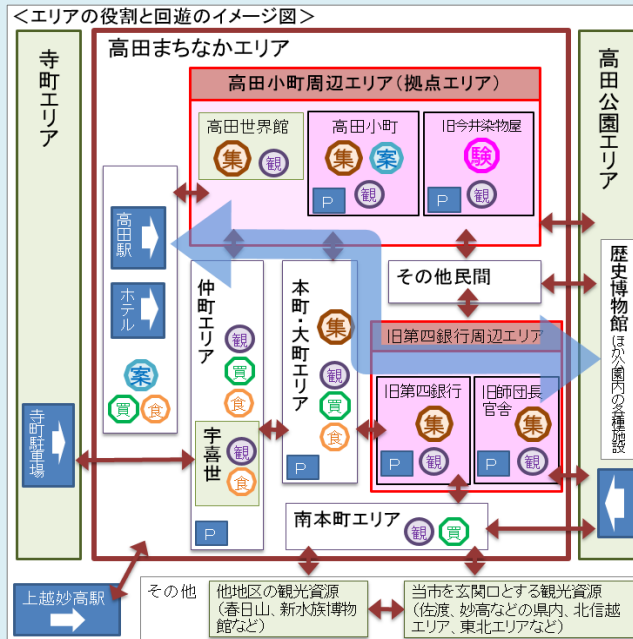 ＜エリアの役割と回遊のイメージ図＞
寺町エリア
高田まちなかエリア
高田公園エリア
高田小町周辺エリア（拠点エリア）
高田世界館
集
観
高田小町
集
案
P
観
旧今井染物屋
験
P
観
高田駅
ホテル
案
買
食
仲町エリア
観
買
食
宇喜世
観
食
P
本町・大町エリア
集
観
買
食
P
その他民間
旧第四銀行周辺エリア
旧第四銀行
集
P
観
旧師団長
官舎
集
P
観
歴史博物館
（ほか公園内の各種施設
寺町駐車場
南本町エリア
観
買
上越妙高駅
その他
他地区の観光資源
（春日山、新水族博物
館など）
当市を玄関口とする観光資源
（佐渡、妙高などの県内、北信越
エリア、東北エリアなど）